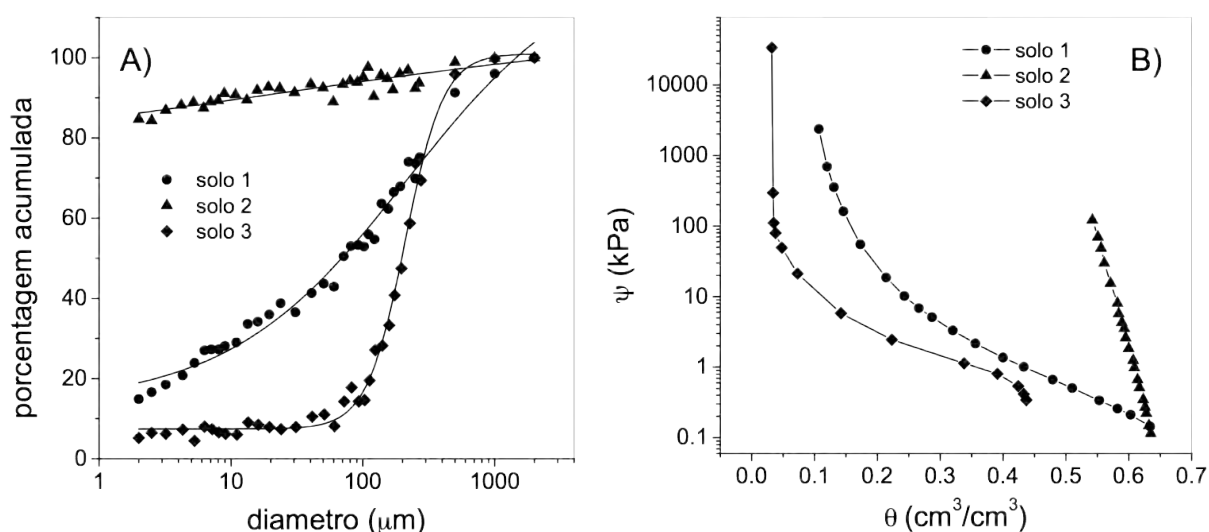 A)
porcentagem acumulada
100
80
60
40
20
0
solo 1
solo 2
solo 3
1
10
100
1000
diametro (μm)
B)
ψ (kPa)
10000
1000
100
10
1
0.1
solo 1
solo 2
solo 3
0.0
0.1
0.2
0.3
0.4
0.5
0.6
0.7
θ (cm³/cm³)